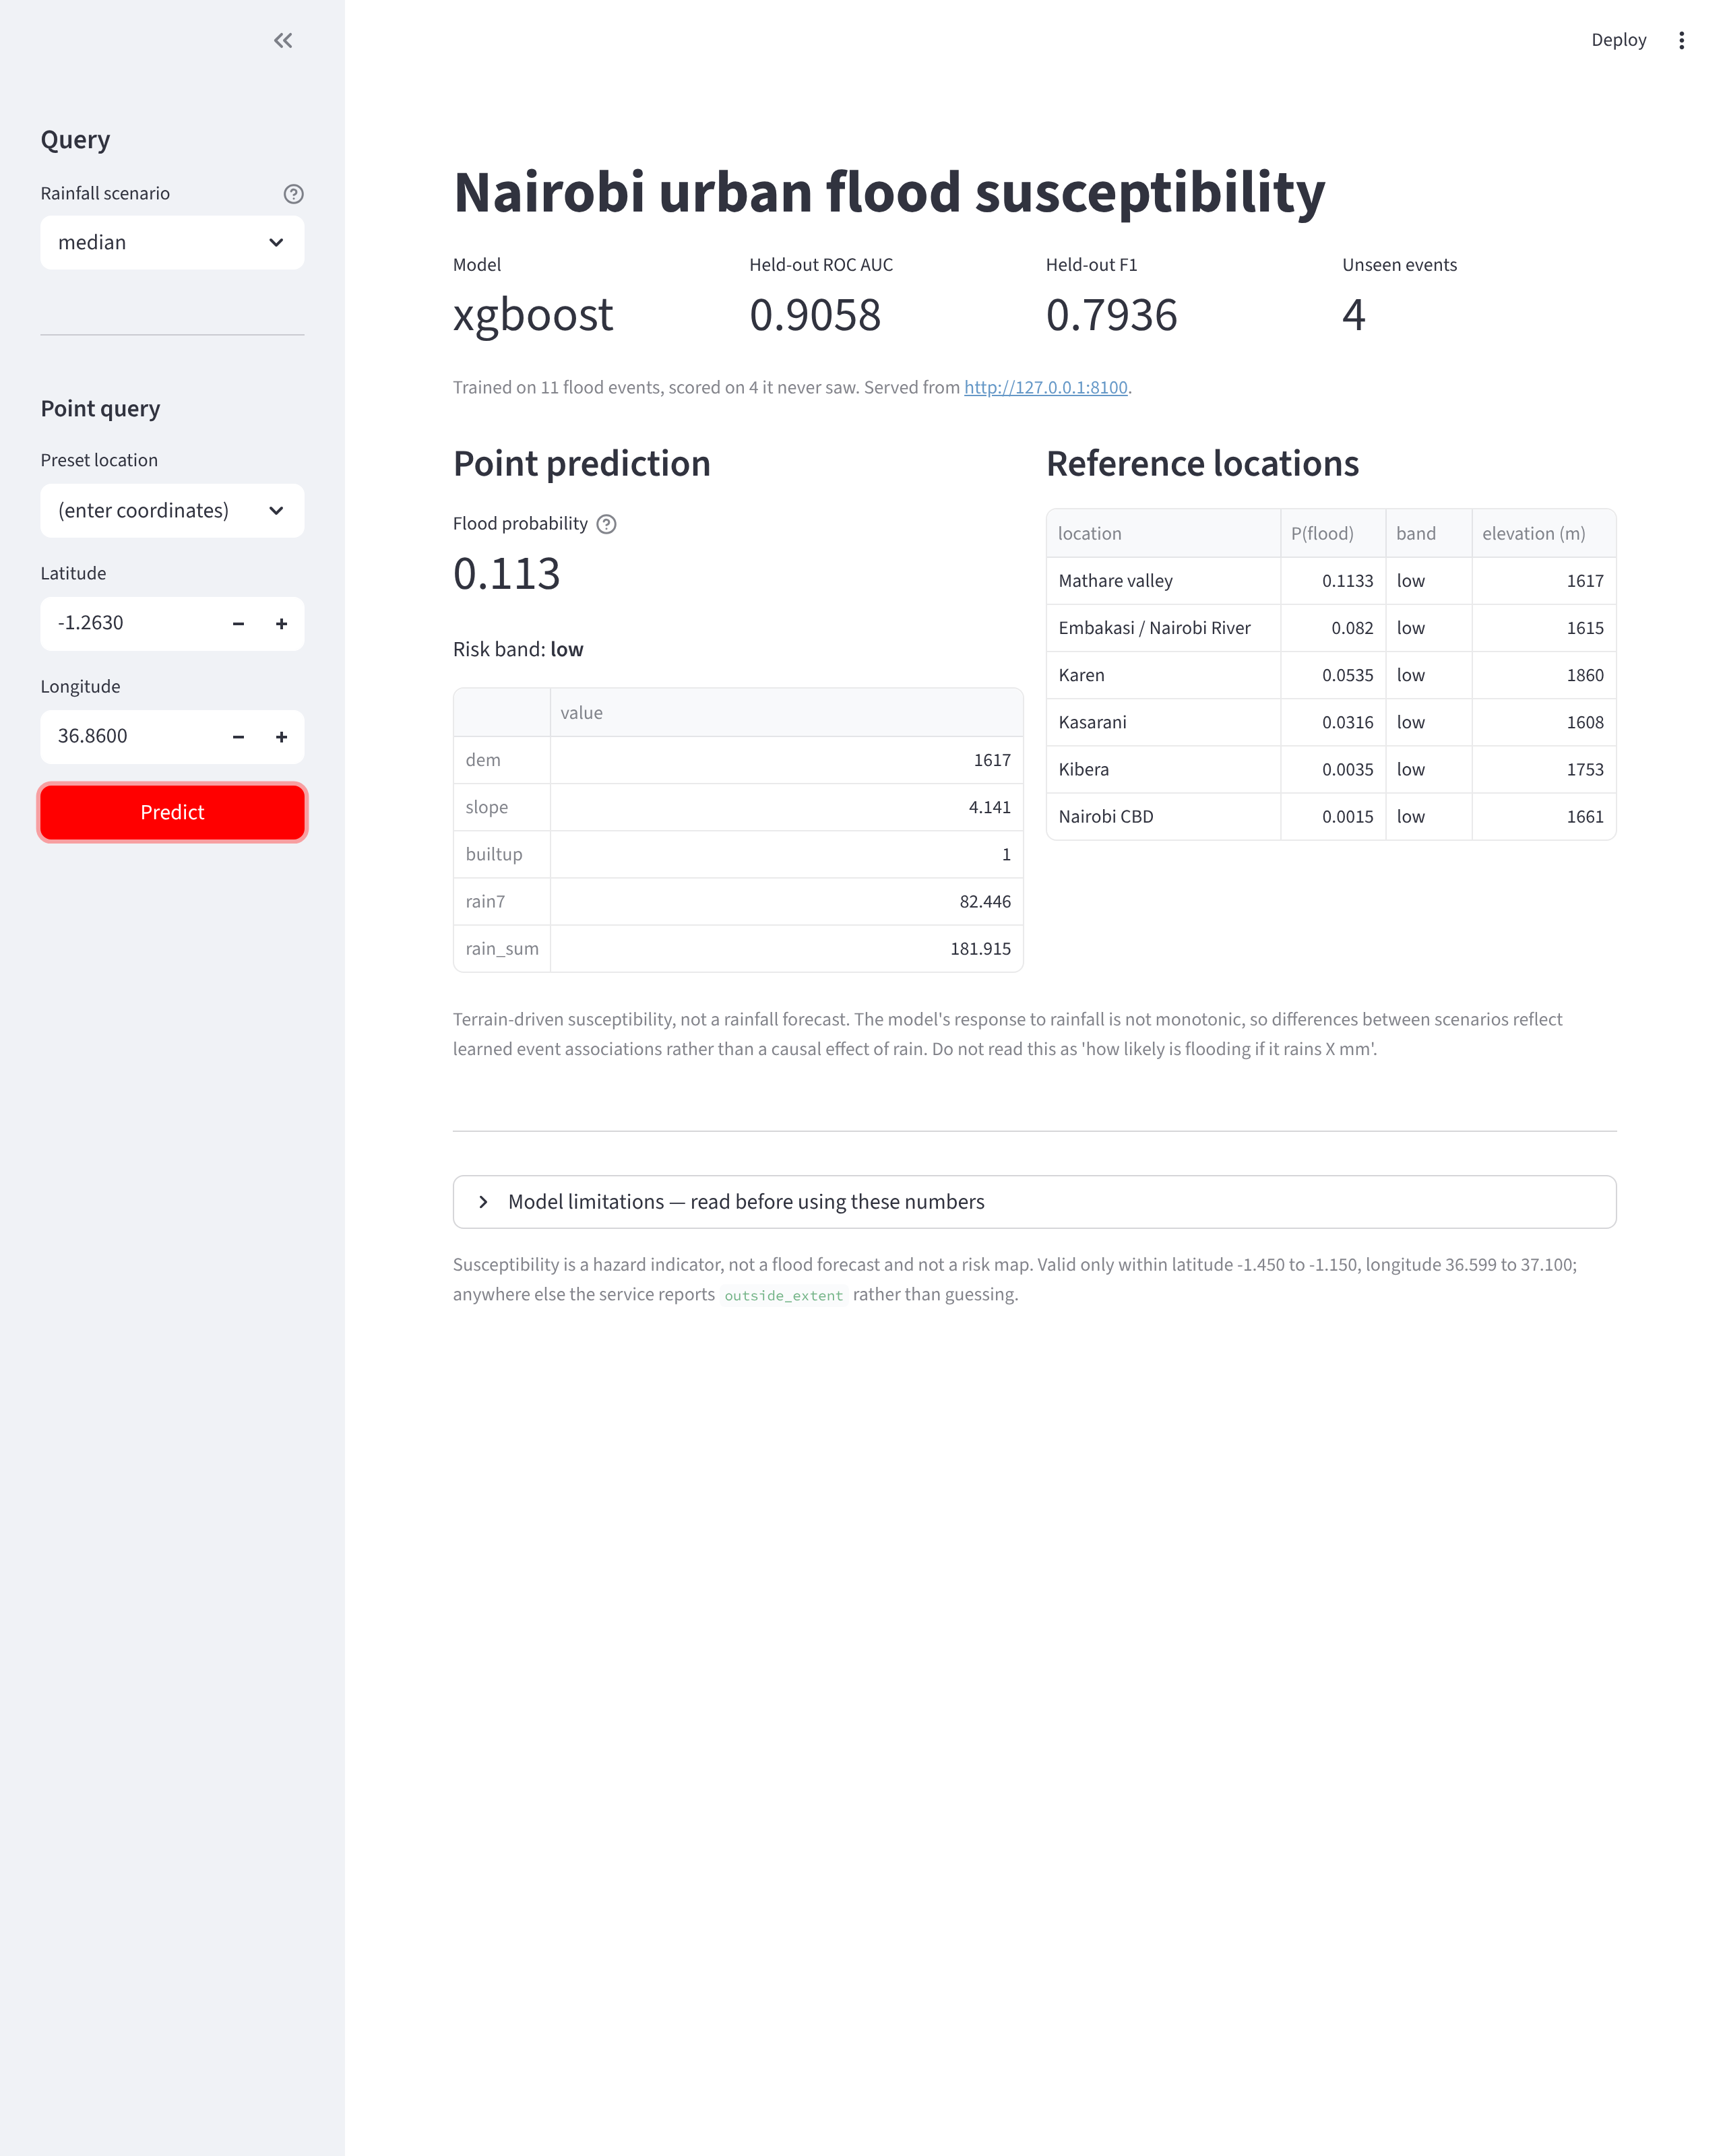 Deploy
Query
Rainfall scenario
median
Point query
Preset location
(enter coordinates)
Latitude
-1.2630
Longitude
36.8600
Predict
Nairobi urban flood susceptibility
Model Held-out ROC AUC Held-out F1 Unseen events
xgboost 0.9058 0.7936 4
Trained on 11 flood events, scored on 4 it never saw. Served from http://127.0.0.1:8100.
Point prediction
Flood probability
0.113
Risk band: low
value
dem 1617
slope 4.141
builtup 1
rain7 82.446
rain_sum 181.915
Reference locations
location P(flood) band elevation (m)
Mathare valley 0.1133 low 1617
Embakasi / Nairobi River 0.082 low 1615
Karen 0.0535 low 1860
Kasarani 0.0316 low 1608
Kibera 0.0035 low 1753
Nairobi CBD 0.0015 low 1661
Terrain-driven susceptibility, not a rainfall forecast. The model's response to rainfall is not monotonic, so differences between scenarios reflect
learned event associations rather than a causal effect of rain. Do not read this as 'how likely is flooding if it rains X mm'.
Model limitations — read before using these numbers
Susceptibility is a hazard indicator, not a flood forecast and not a risk map. Valid only within latitude -1.450 to -1.150, longitude 36.599 to 37.100;
anywhere else the service reports outside_extent rather than guessing.